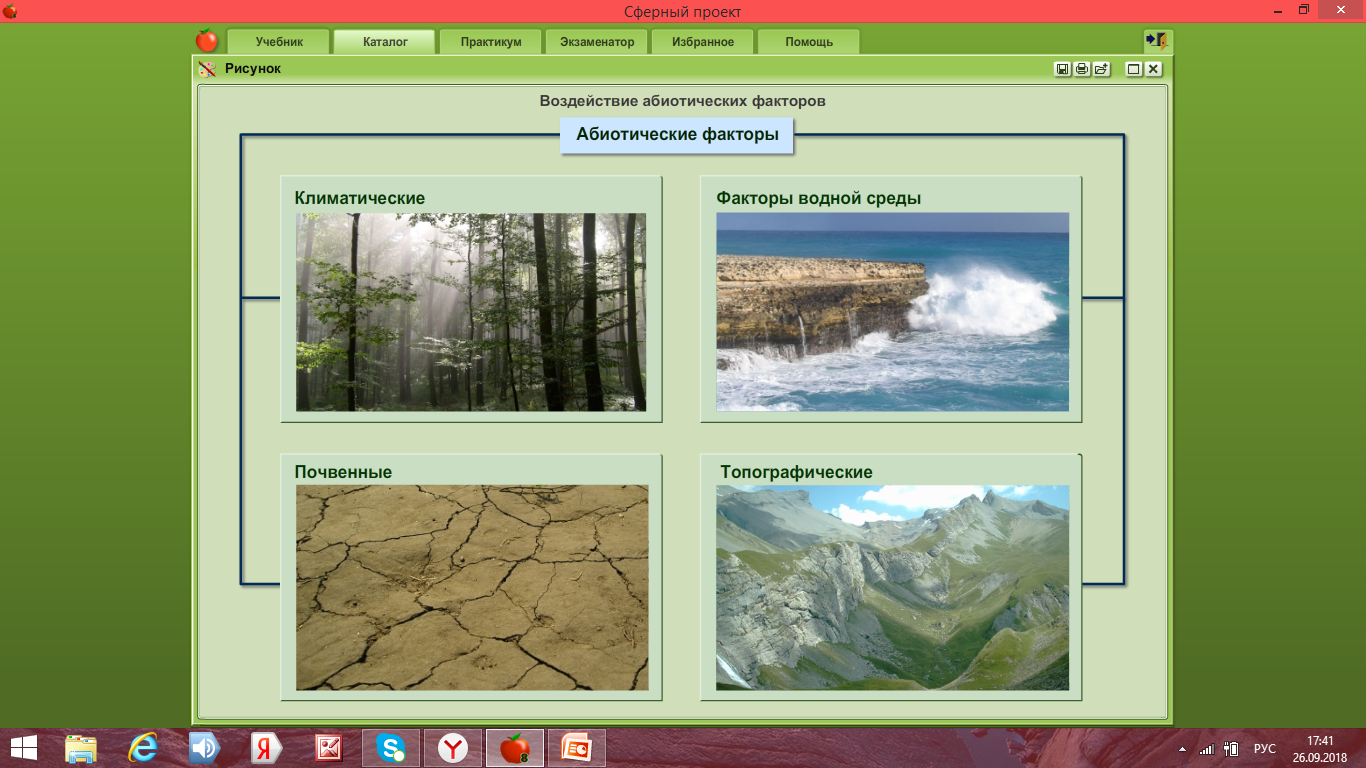 Сферный проект
Учебник
Каталог
Практикум
Экзаменатор
Избранное
Помощь
Рисунок
Воздействие абиотических факторов
Абиотические факторы
Климатические
Факторы водной среды
Почвенные
Топографические
8
РУС
17:41
26.09.2018